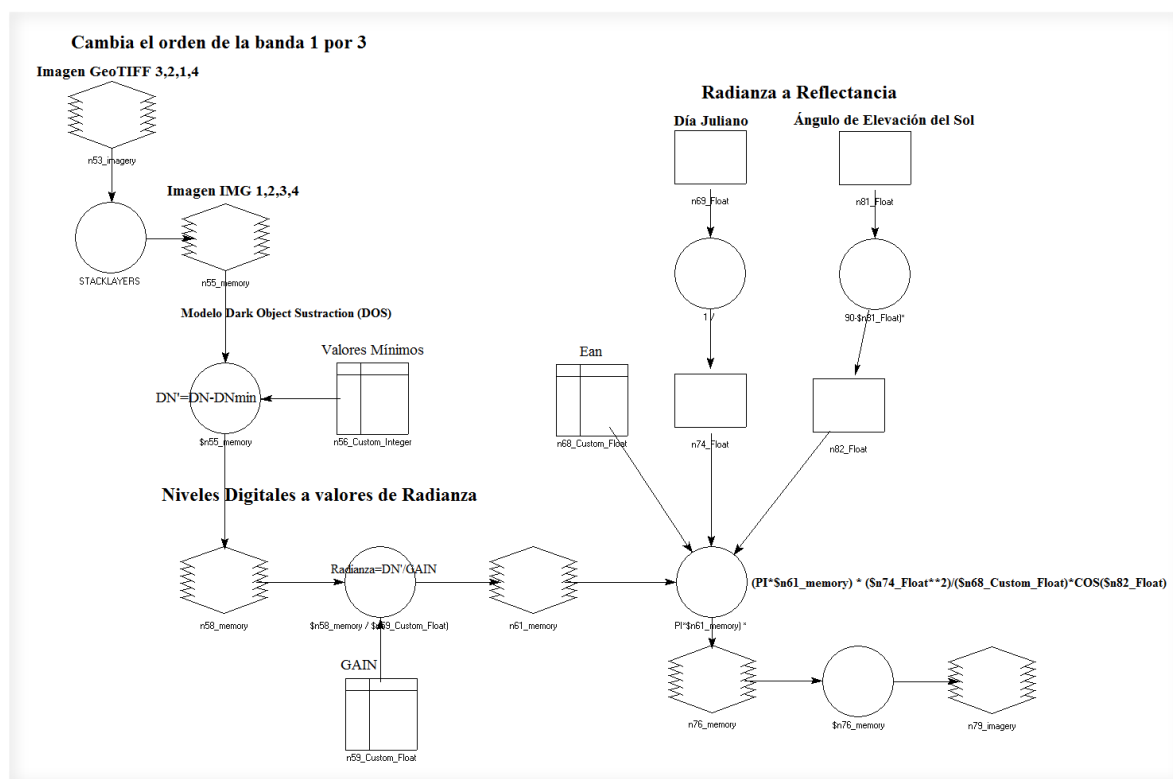 Cambia el orden de la banda 1 por 3
Imagen GeoTIFF 3,2,1,4
n53_imagery
STACKLAYERS
Imagen IMG 1,2,3,4
n55_memory
Modelo Dark Object Sustraction (DOS)
DN'=DN-DNmin
$n55_memory
Valores Mínimos
n56_Custom_Integer
Niveles Digitales a valores de Radianza
n58_memory
Radianza=DN'/GAIN
$n58_memory / $n59_Custom_Float)
GAIN
n59_Custom_Float
n61_memory
Radianza a Reflectancia
Día Juliano
n69_Float
1 /
n74_Float
Ángulo de Elevación del Sol
n81_Float
90-$n81_Float)*
n82_Float
Ean
n68_Custom_Float
(PI*$n61_memory) * ($n74_Float**2)/($n68_Custom_Float)*COS($n82_Float)
PI*$n61_memory) *
n76_memory
$n76_memory
n79_imagery